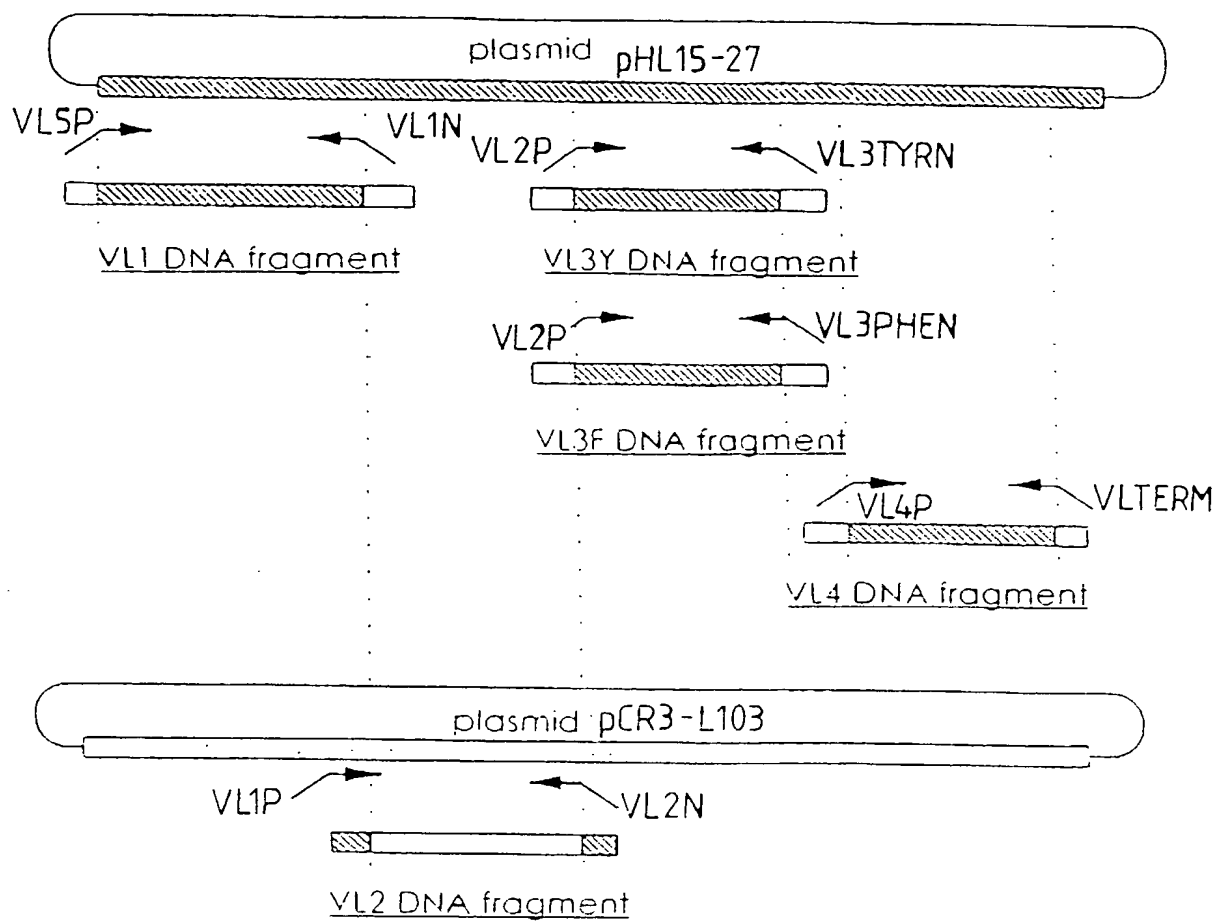 plasmid pHL15-27
VL5P
VL1N
VL2P
VL3TYRN
VL1 DNA fragment
VL3Y DNA fragment
VL2P
VL3PHEN
VL3F DNA fragment
VL4P
VLTERM
VL4 DNA fragment
plasmid pCR3-L103
VL1P
VL2N
VL2 DNA fragment